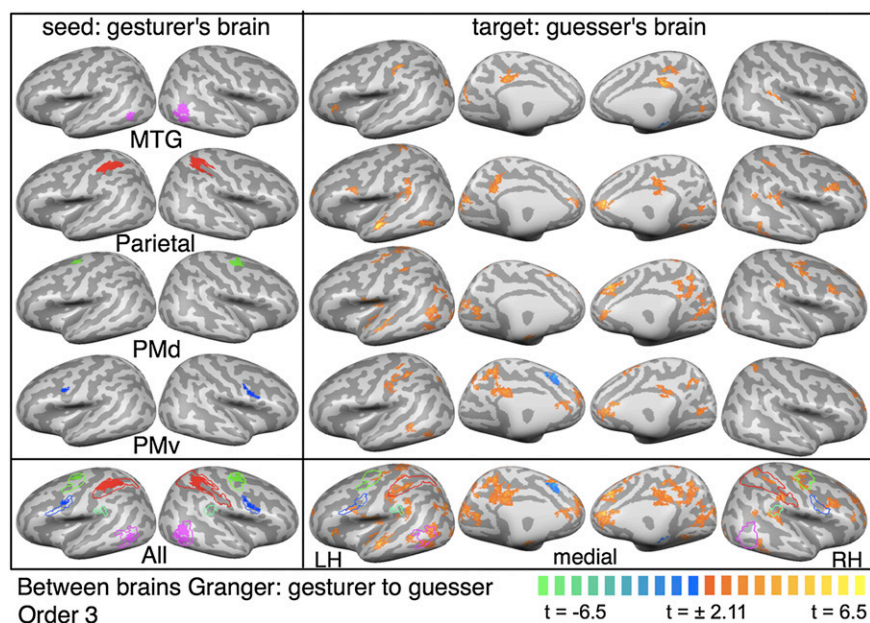 seed: gesturer's brain
target: guesser's brain
MTG
Parietal
PMd
PMv
All
LH
medial
RH
Between brains Granger: gesturer to guesser
Order 3
t = -6.5
t = ± 2.11
t = 6.5